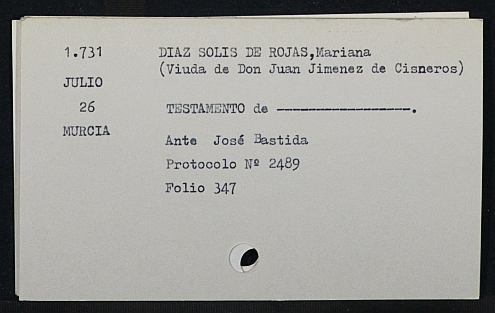 1.731 DIAZ SOLIS DE ROJAS,Mariana
(Viuda de Don Juan Jimenez de Cisneros)
JULIO
26 TESTAMENTO de -----------------.
MURCIA
Ante José Bastida
Protocolo Nº 2489
Folio 347